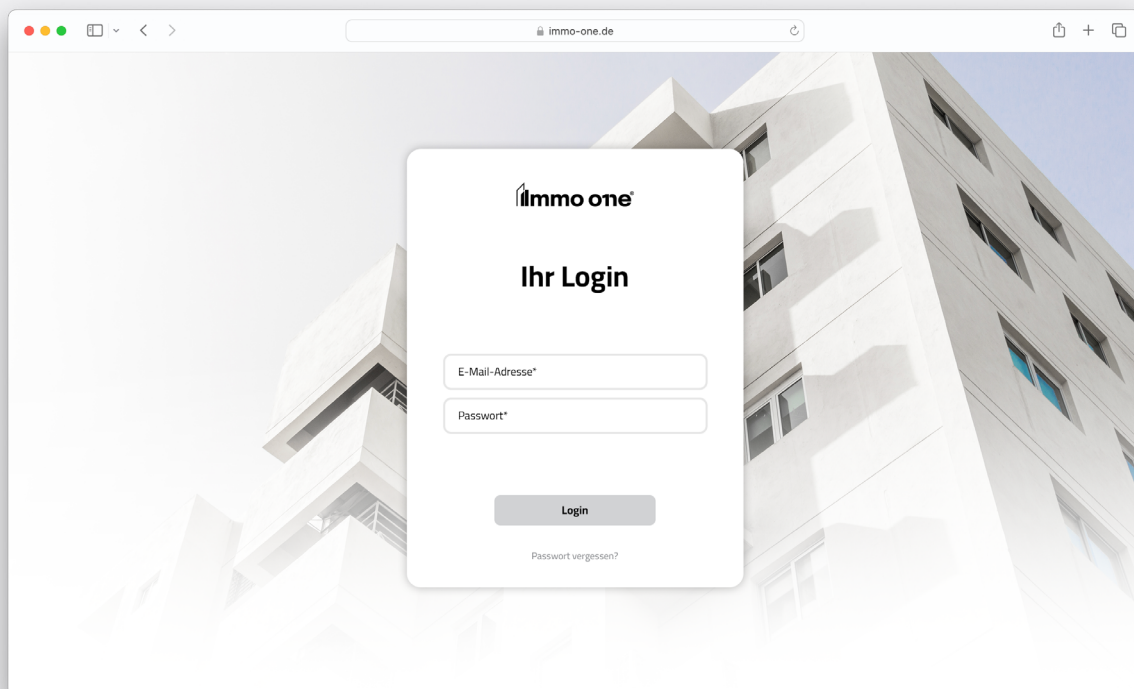 immo-one.de
Immo one®
Ihr Login
E-Mail-Adresse*
Passwort*
Login
Passwort vergessen?